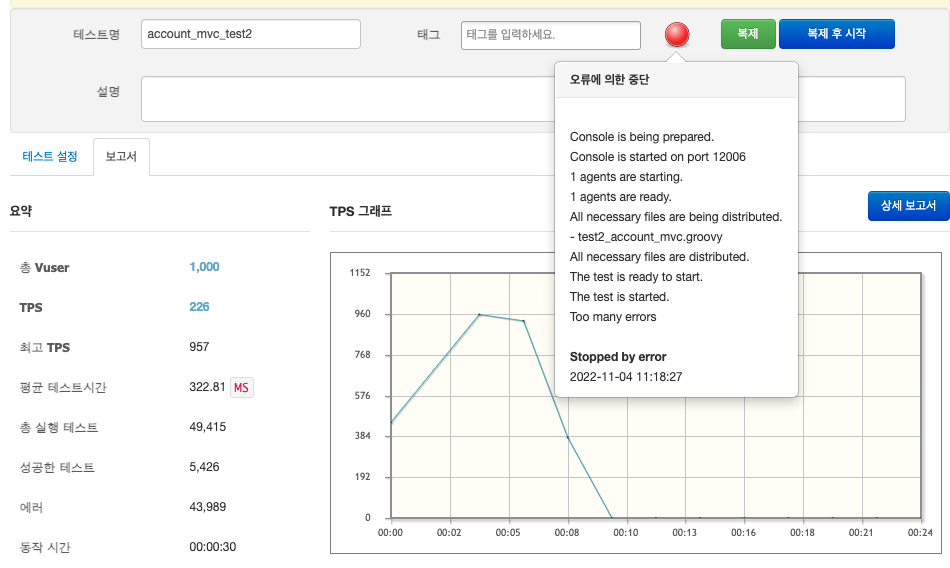 테스트명 account_mvc_test2 태그 태그를 입력하세요. 복제 복제 후 시작
설명
오류에 의한 중단
Console is being prepared.
Console is started on port 12006
1 agents are starting.
1 agents are ready.
All necessary files are being distributed.
- test2_account_mvc.groovy
All necessary files are distributed.
The test is ready to start.
The test is started.
Too many errors
Stopped by error
2022-11-04 11:18:27
테스트 설정 보고서
요약
총 Vuser 1,000
TPS 226
최고 TPS 957
평균 테스트시간 322.81 MS
총 실행 테스트 49,415
성공한 테스트 5,426
에러 43,989
동작 시간 00:00:30
TPS 그래프 상세 보고서
1152
960
768
576
384
192
0
00:00 00:02 00:05 00:08 00:10 00:13 00:16 00:18 00:21 00:24